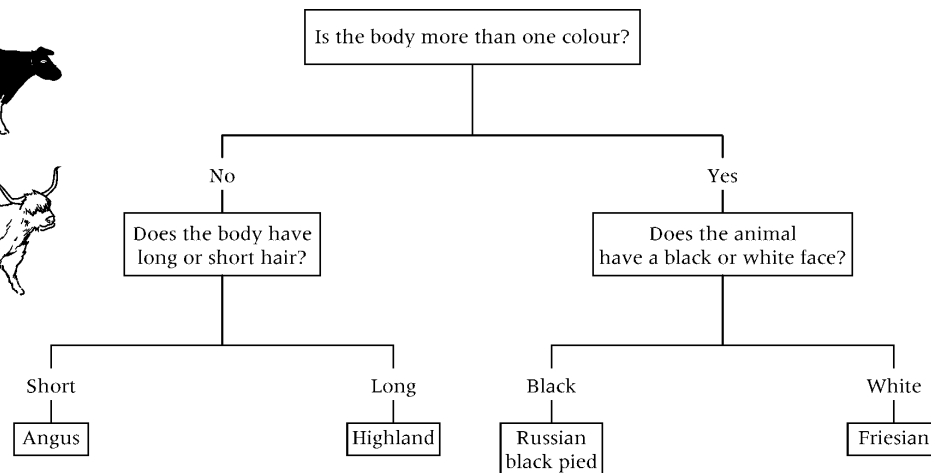 Is the body more than one colour?
No
Yes
Does the body have
long or short hair?
Does the animal
have a black or white face?
Short
Long
Black
White
Angus
Highland
Russian
black pied
Friesian